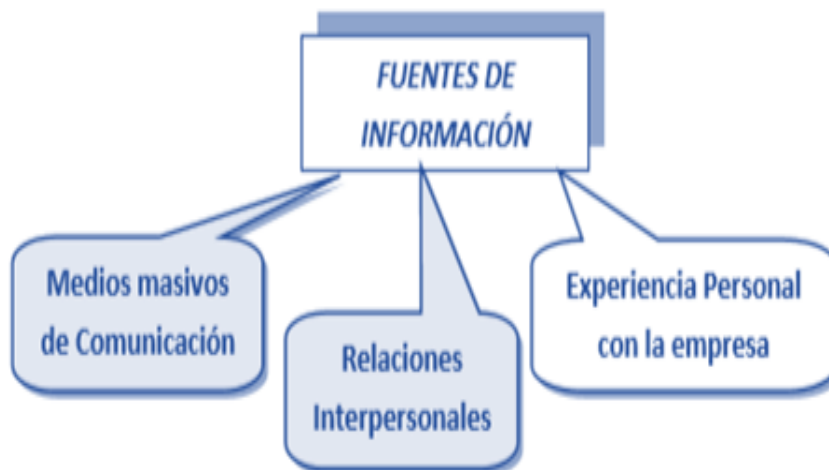 FUENTES DE
INFORMACIÓN
Medios masivos
de Comunicación
Relaciones
Interpersonales
Experiencia Personal
con la empresa